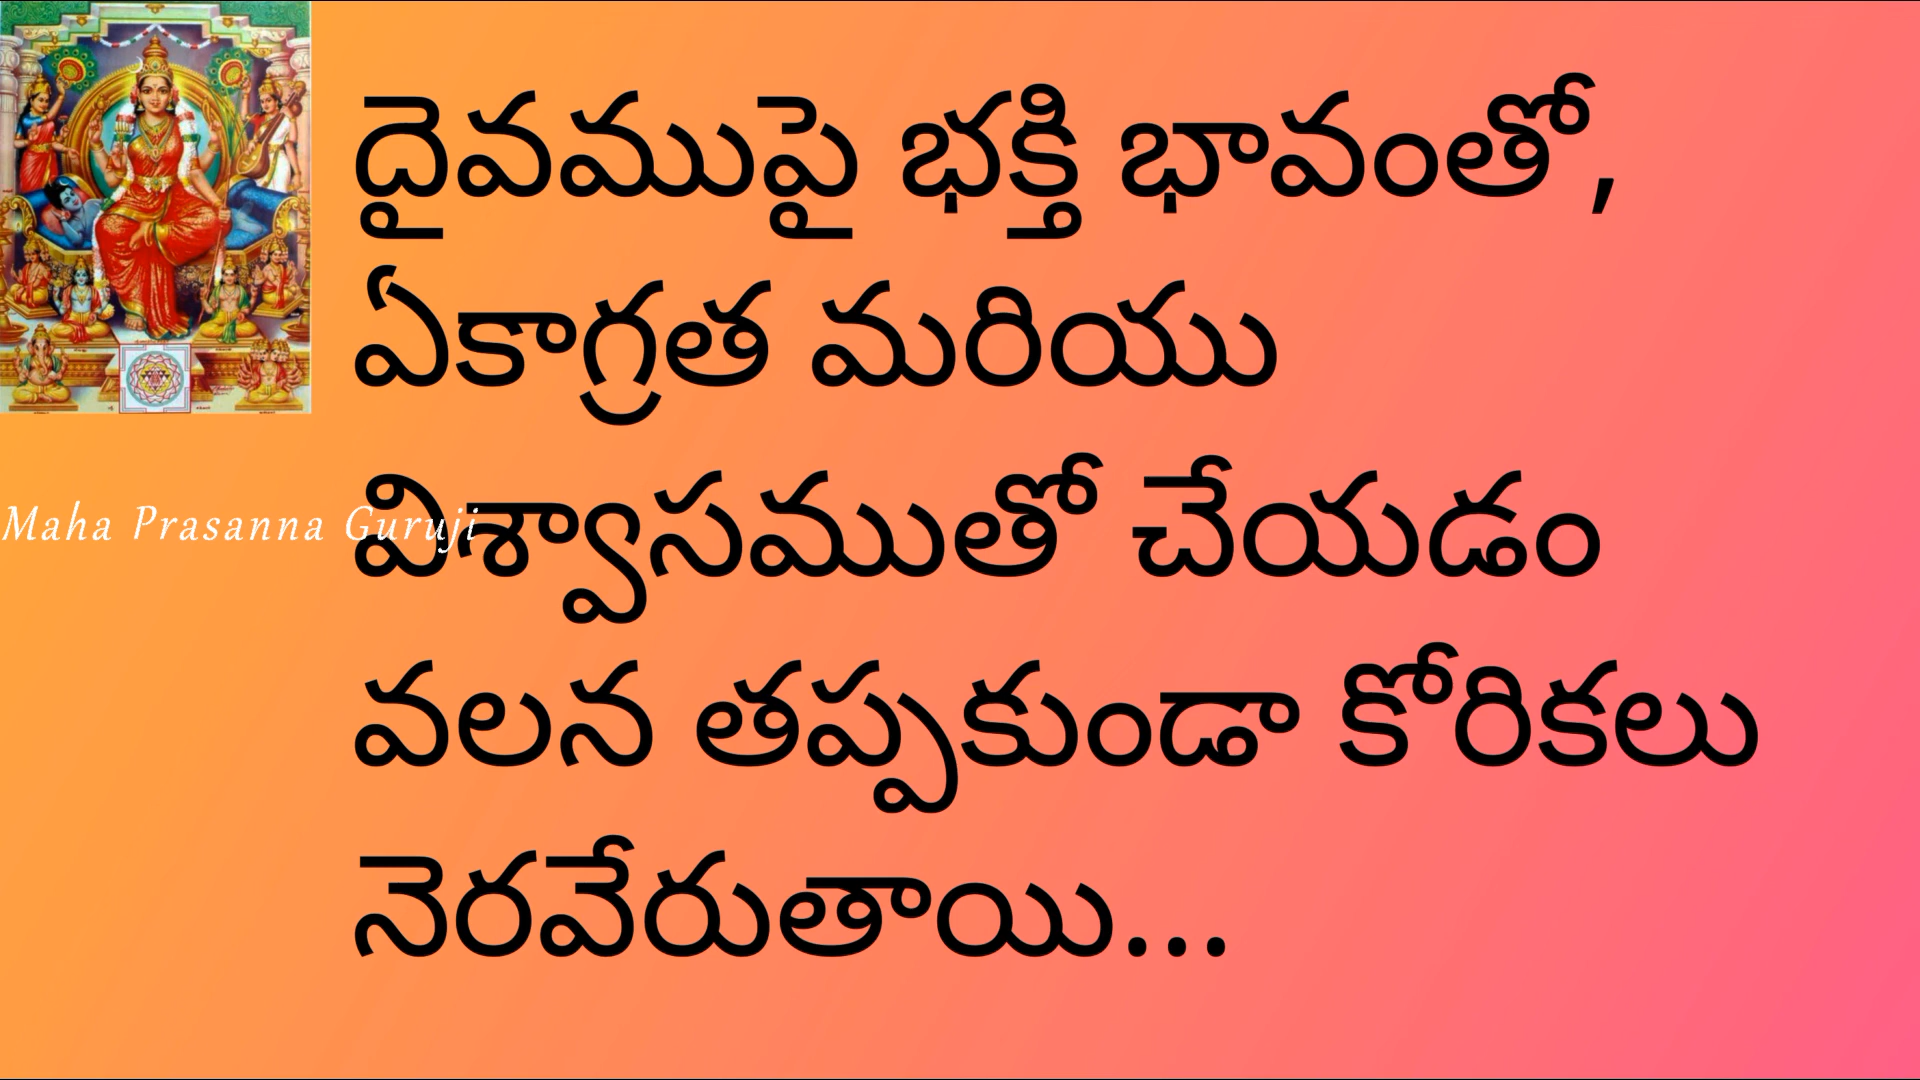 దైవముపై భక్తి భావంతో,
ఏకాగ్రత మరియు
Maha Prasanna Guruji
విశ్వాసముతో చేయడం
వలన తప్పకుండా కోరికలు
నెరవేరుతాయి...